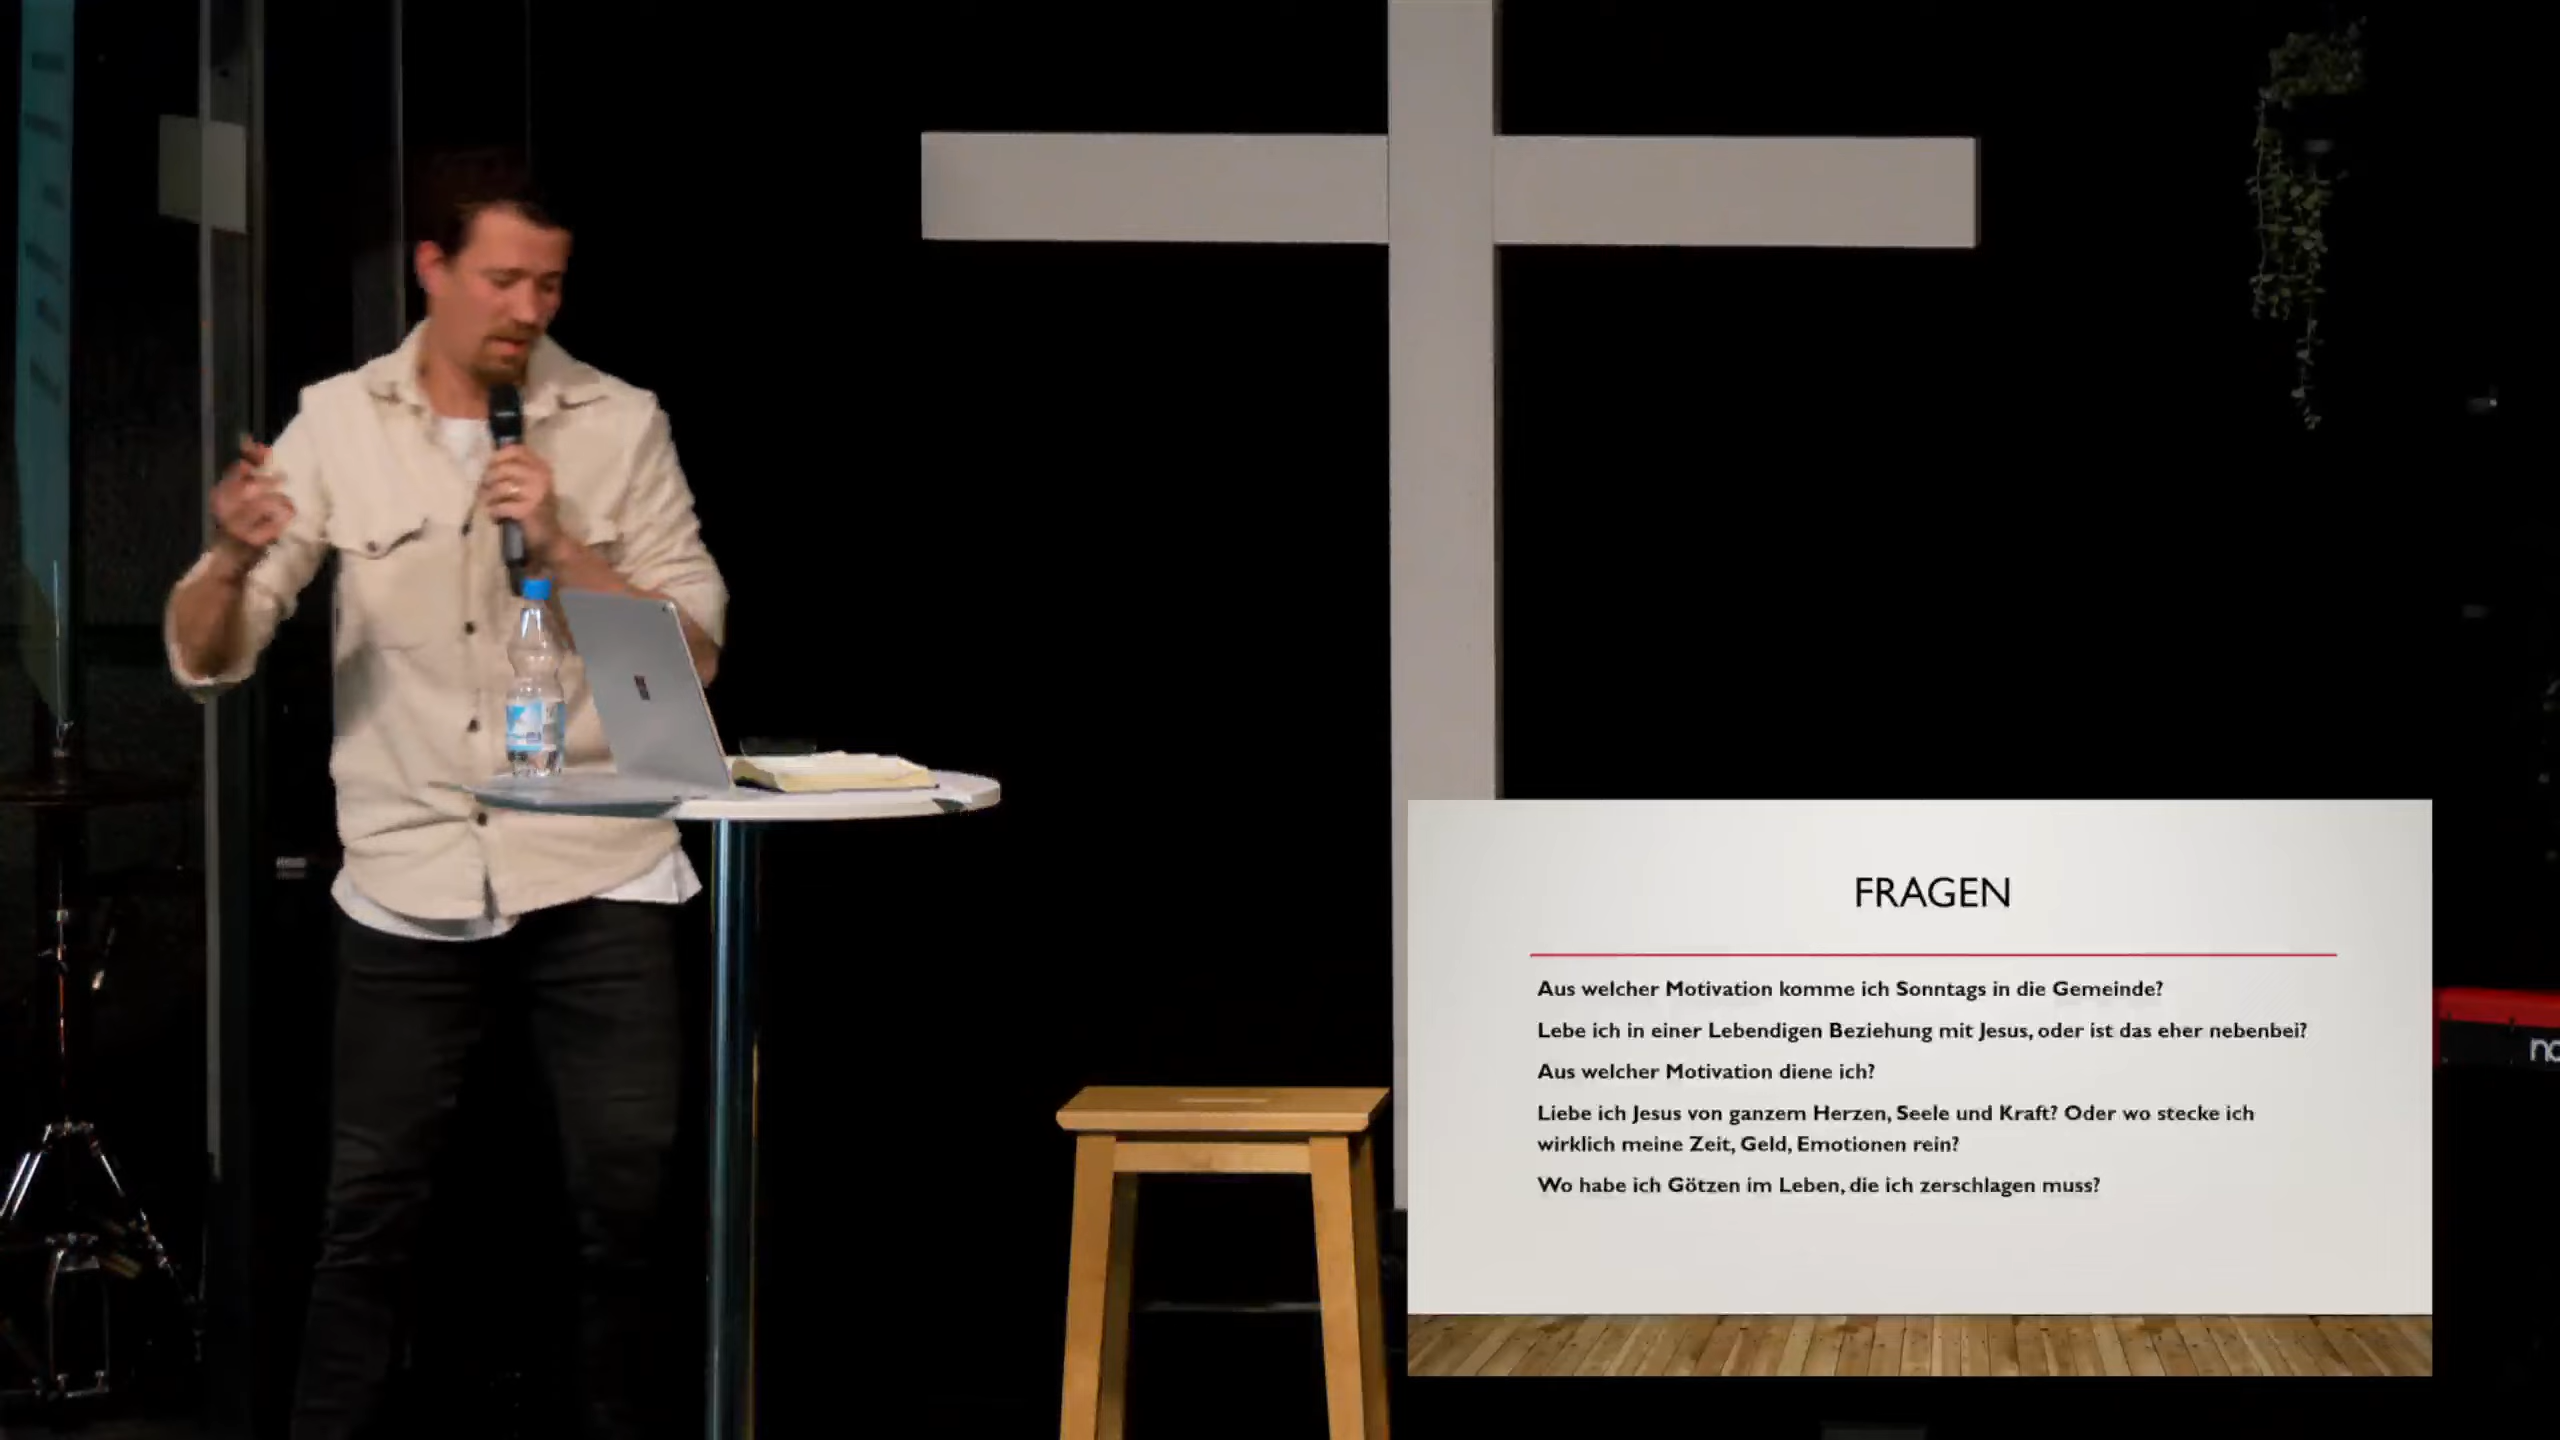 FRAGEN
Aus welcher Motivation komme ich Sonntags in die Gemeinde?
Lebe ich in einer Lebendigen Beziehung mit Jesus, oder ist das eher nebenbei?
Aus welcher Motivation diene ich?
Liebe ich Jesus von ganzem Herzen, Seele und Kraft? Oder wo stecke ich
wirklich meine Zeit, Geld, Emotionen rein?
Wo habe ich Götzen im Leben, die ich zerschlagen muss?